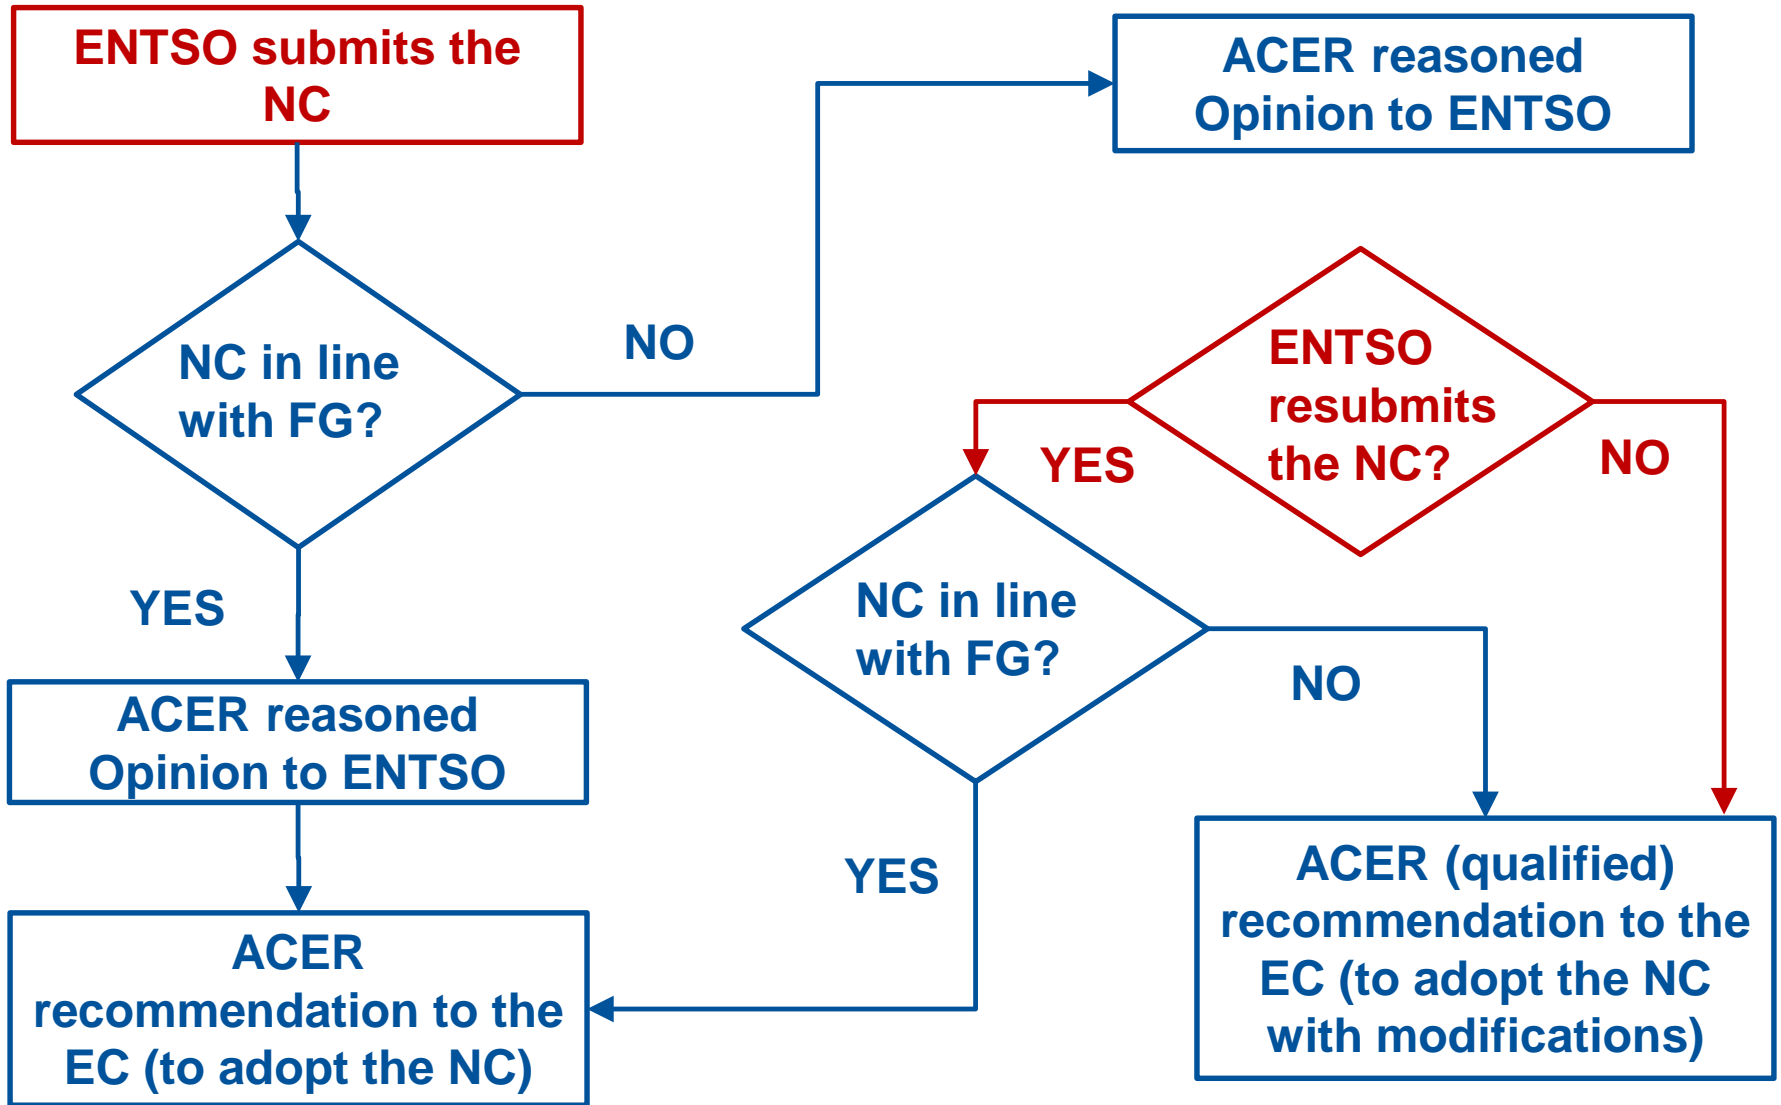 ENTSO submits the
NC
ACER reasoned
Opinion to ENTSO
NC in line
with FG?
NO
ENTSO
resubmits
the NC?
YES
NO
YES
NC in line
with FG?
NO
ACER reasoned
Opinion to ENTSO
YES
ACER
recommendation to the
EC (to adopt the NC)
ACER (qualified)
recommendation to the
EC (to adopt the NC
with modifications)